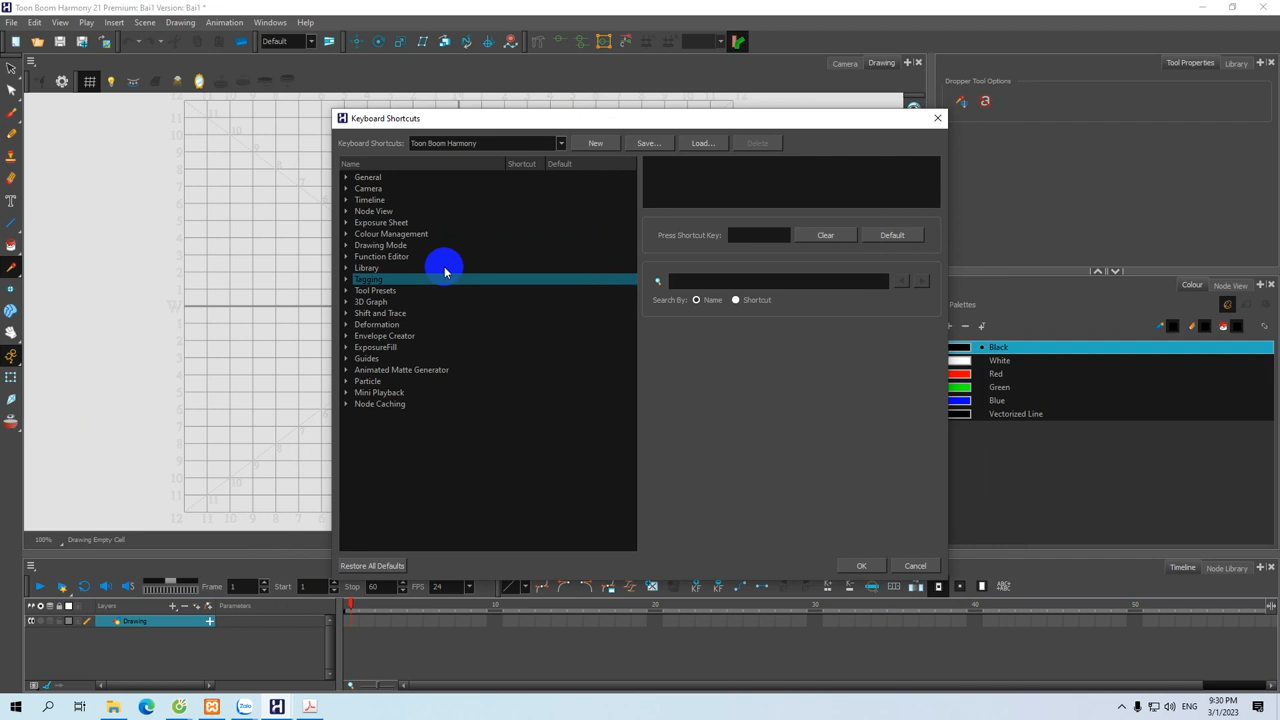 Toon Boom Harmony 21 Premium: Bai1 Version: Bai1 *
File Edit View Play Insert Scene Drawing Animation Windows Help
Default
Camera Drawing
Tool Properties Library
Dropper Tool Options
Keyboard Shortcuts
Keyboard Shortcuts: Toon Boom Harmony New Save... Load... Delete
Name Shortcut Default
General
Camera
Timeline
Node View
Exposure Sheet
Colour Management
Drawing Mode
Function Editor
Library
Tagging
Tool Presets
3D Graph
Shift and Trace
Deformation
Envelope Creator
ExposureFill
Guides
Animated Matte Generator
Particle
Mini Playback
Node Caching
Press Shortcut Key: Clear Default
Search By: Name Shortcut
Restore All Defaults OK Cancel
Colour Node View
Palettes
Black
White
Red
Green
Blue
Vectorized Line
100% Drawing Empty Cell
Timeline Node Library
Frame 1 Start 1 Stop 60 FPS 24
Layers Parameters
10 20 30 40 50
Drawing
ENG
9:30 PM
3/1/2023